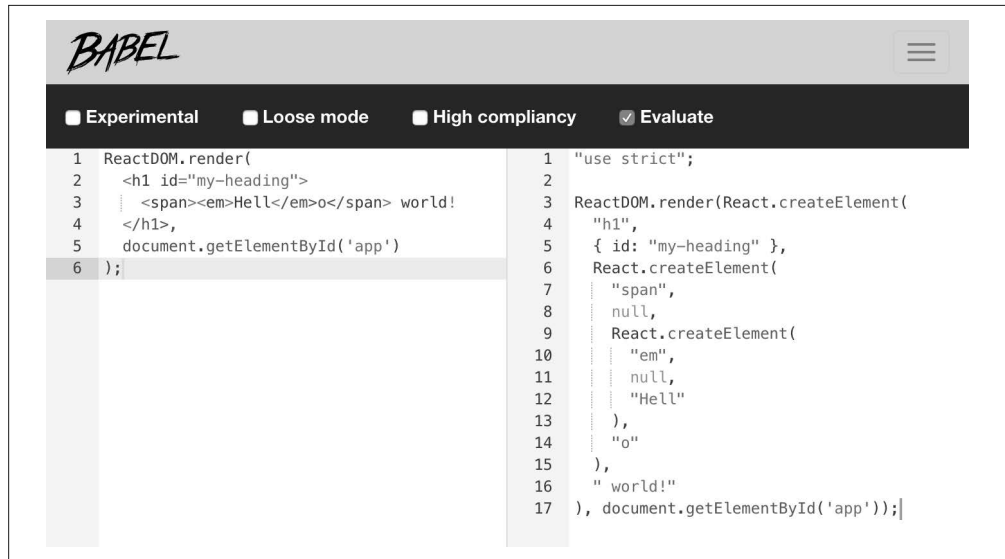 BABEL
Experimental Loose mode High compliancy Evaluate
1 ReactDOM.render(
2   <h1 id="my-heading">
3     <span><em>Hell</em>o</span> world!
4   </h1>,
5   document.getElementById('app')
6 );
1 "use strict";
2
3 ReactDOM.render(React.createElement(
4   "h1",
5   { id: "my-heading" },
6   React.createElement(
7     "span",
8     null,
9     React.createElement(
10       "em",
11       null,
12       "Hell"
13     ),
14     "o"
15   ),
16   " world!"
17 ), document.getElementById('app'));